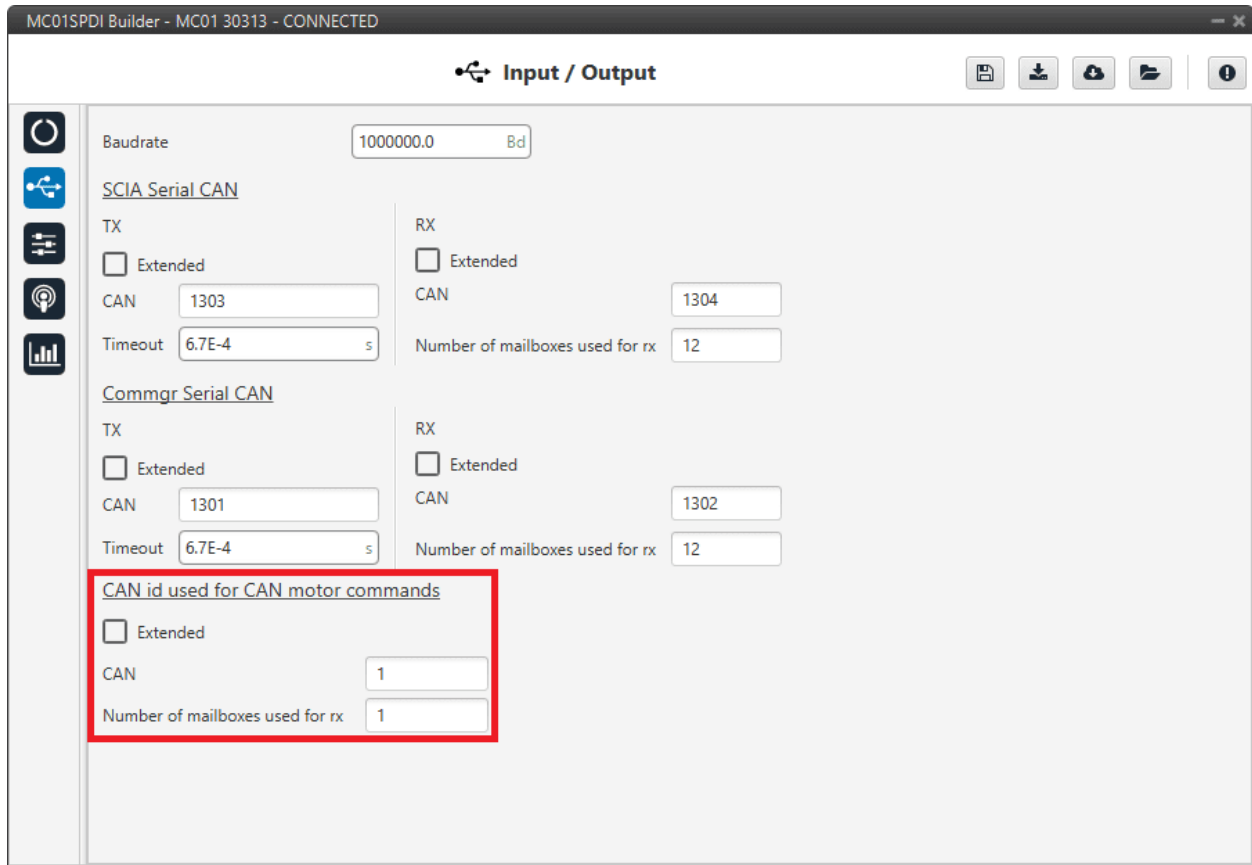 MC01SPDI Builder - MC01 30313 - CONNECTED
Input / Output
Baudrate 1000000.0 Bd
SCIA Serial CAN
TX
Extended
CAN 1303
Timeout 6.7E-4 s
RX
Extended
CAN 1304
Number of mailboxes used for rx 12
Commgr Serial CAN
TX
Extended
CAN 1301
Timeout 6.7E-4 s
RX
Extended
CAN 1302
Number of mailboxes used for rx 12
CAN id used for CAN motor commands
Extended
CAN 1
Number of mailboxes used for rx 1